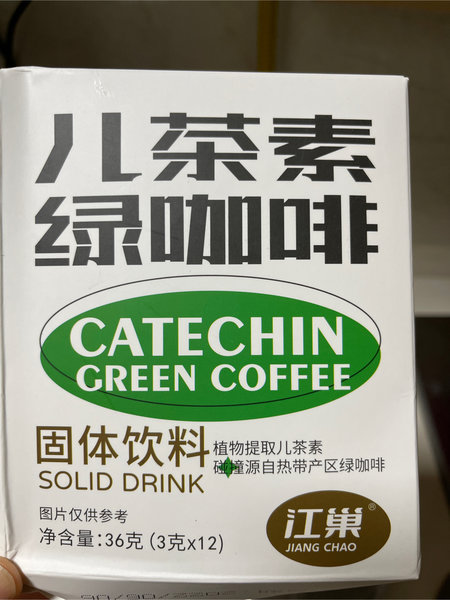 儿茶素
绿咖啡
CATECHIN
GREEN COFFEE
固体饮料
SOLID DRINK
植物提取儿茶素
碰撞源自热带产区绿咖啡
图片仅供参考
净含量:36克 (3克x12)
江巢®
JIANG CHAO